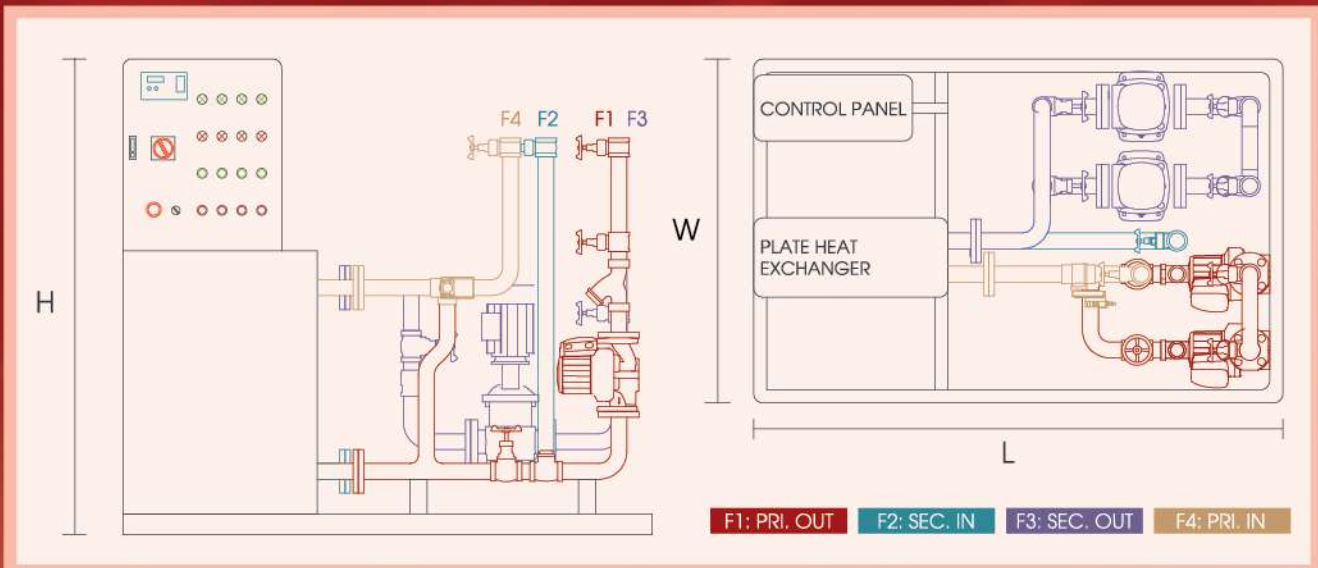 H
F4 F2 F1 F3
W
CONTROL PANEL
PLATE HEAT
EXCHANGER
L
F1: PRI. OUT
F2: SEC. IN
F3: SEC. OUT
F4: PRI. IN